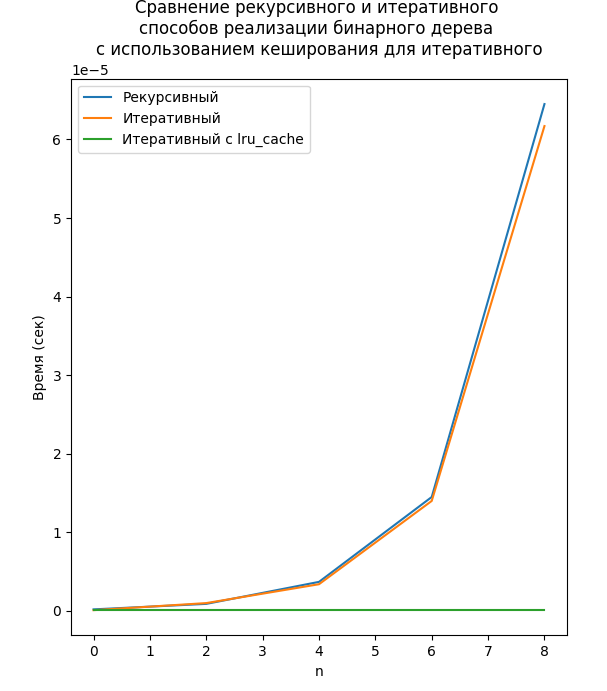 Сравнение рекурсивного и итеративного
способов реализации бинарного дерева
с использованием кеширования для итеративного
1e−5
Рекурсивный
Итеративный
Итеративный с lru_cache
6
5
4
3
2
1
0
Время (сек)
0 1 2 3 4 5 6 7 8
n